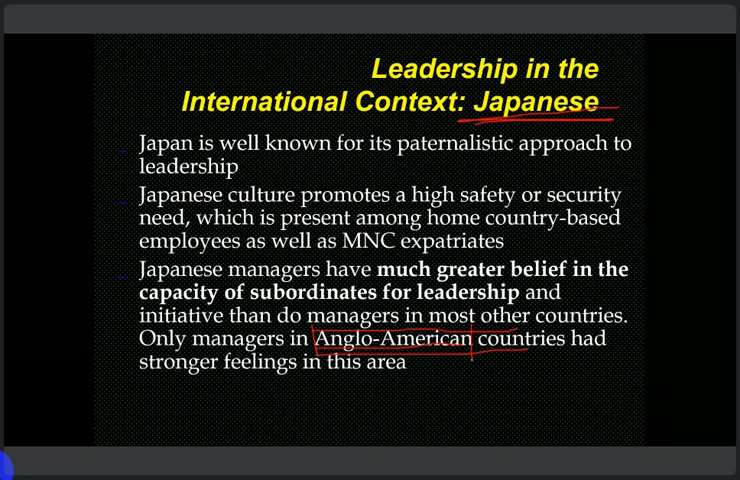 Leadership in the
International Context: Japanese
Japan is well known for its paternalistic approach to
leadership
Japanese culture promotes a high safety or security
need, which is present among home country-based
employees as well as MNC expatriates
Japanese managers have much greater belief in the
capacity of subordinates for leadership and
initiative than do managers in most other countries.
Only managers in Anglo-American countries had
stronger feelings in this area